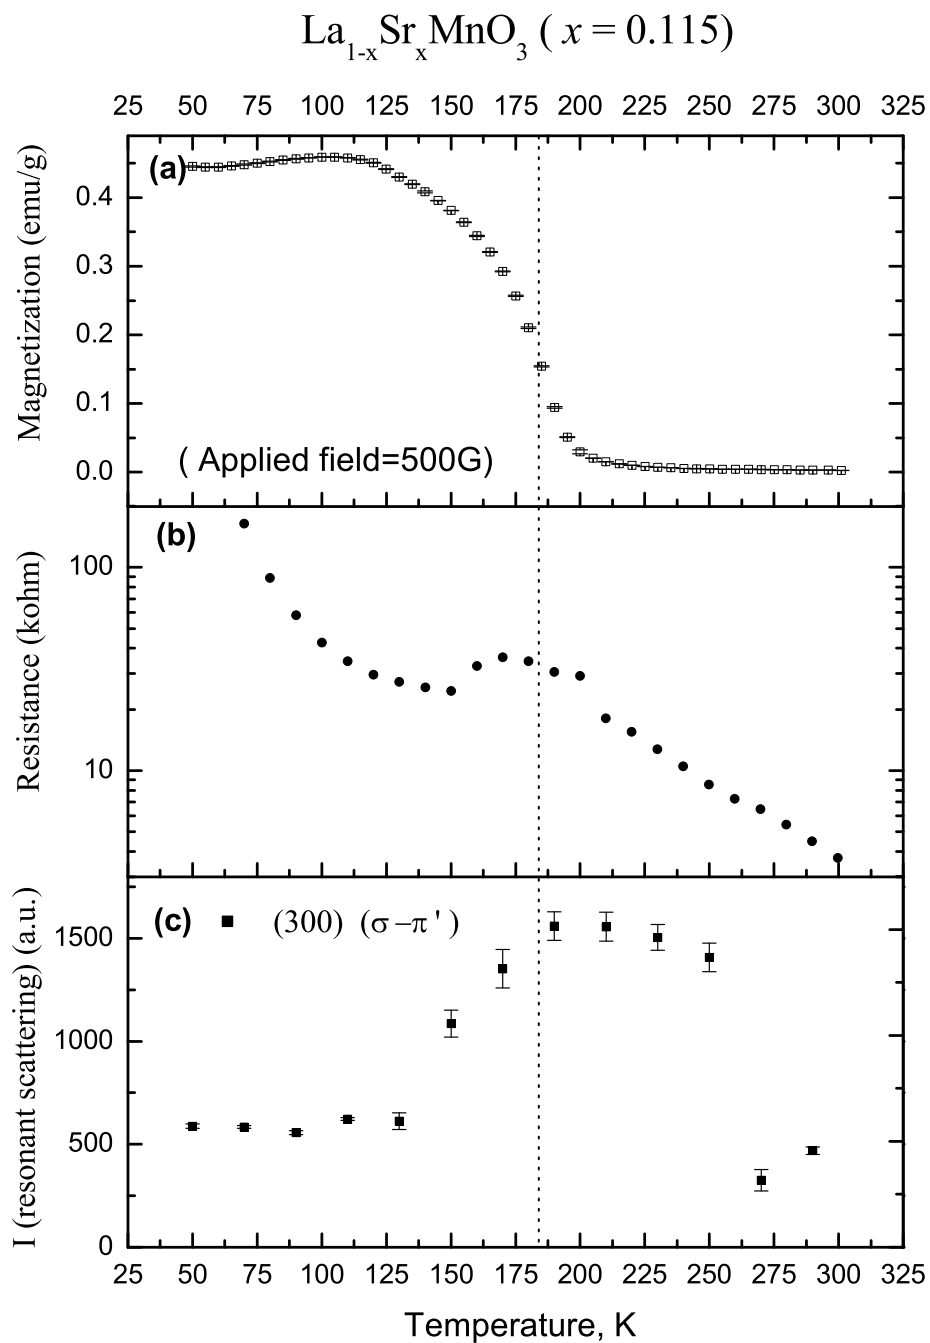 La1-xSrxMnO3 ( x = 0.115)
25 50 75 100 125 150 175 200 225 250 275 300 325
(a)
Magnetization (emu/g)
0.4
0.3
0.2
0.1
0.0
( Applied field=500G)
(b)
Resistance (kohm)
100
10
(c) (300) (σ−π')
I (resonant scattering) (a.u.)
1500
1000
500
0
25 50 75 100 125 150 175 200 225 250 275 300 325
Temperature, K